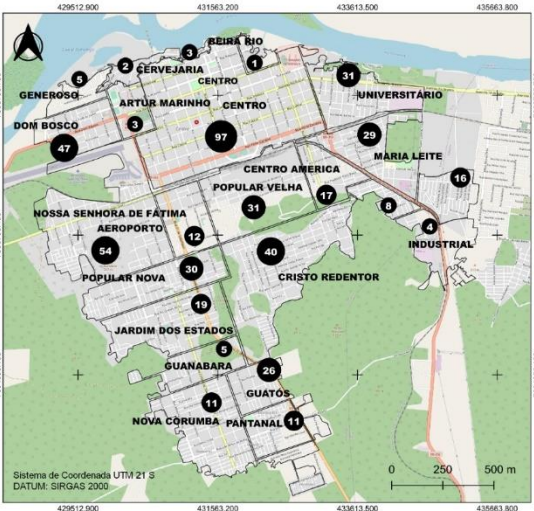 429512.900 431563.200 433613.500 435663.800
BEIRA RIO
3
2
CERVEJARIA
1
5
31
GENEROSO
CENTRO
UNIVERSITÁRIO
ARTUR MARINHO
CENTRO
DOM BOSCO
3
97
29
47
MARIA LEITE
CENTRO AMERICA
16
POPULAR VELHA
17
31
8
NOSSA SENHORA DE FÁTIMA
AEROPORTO
12
4
INDUSTRIAL
54
40
30
POPULAR NOVA
CRISTO REDENTOR
19
JARDIM DOS ESTADOS
5
GUANABARA
26
GUATÓS
11
NOVA CORUMBA
PANTANAL
11
Sistema de Coordenada UTM 21 S
DATUM: SIRGAS 2000
0 250 500 m
429512.900 431563.200 433613.500 435663.800